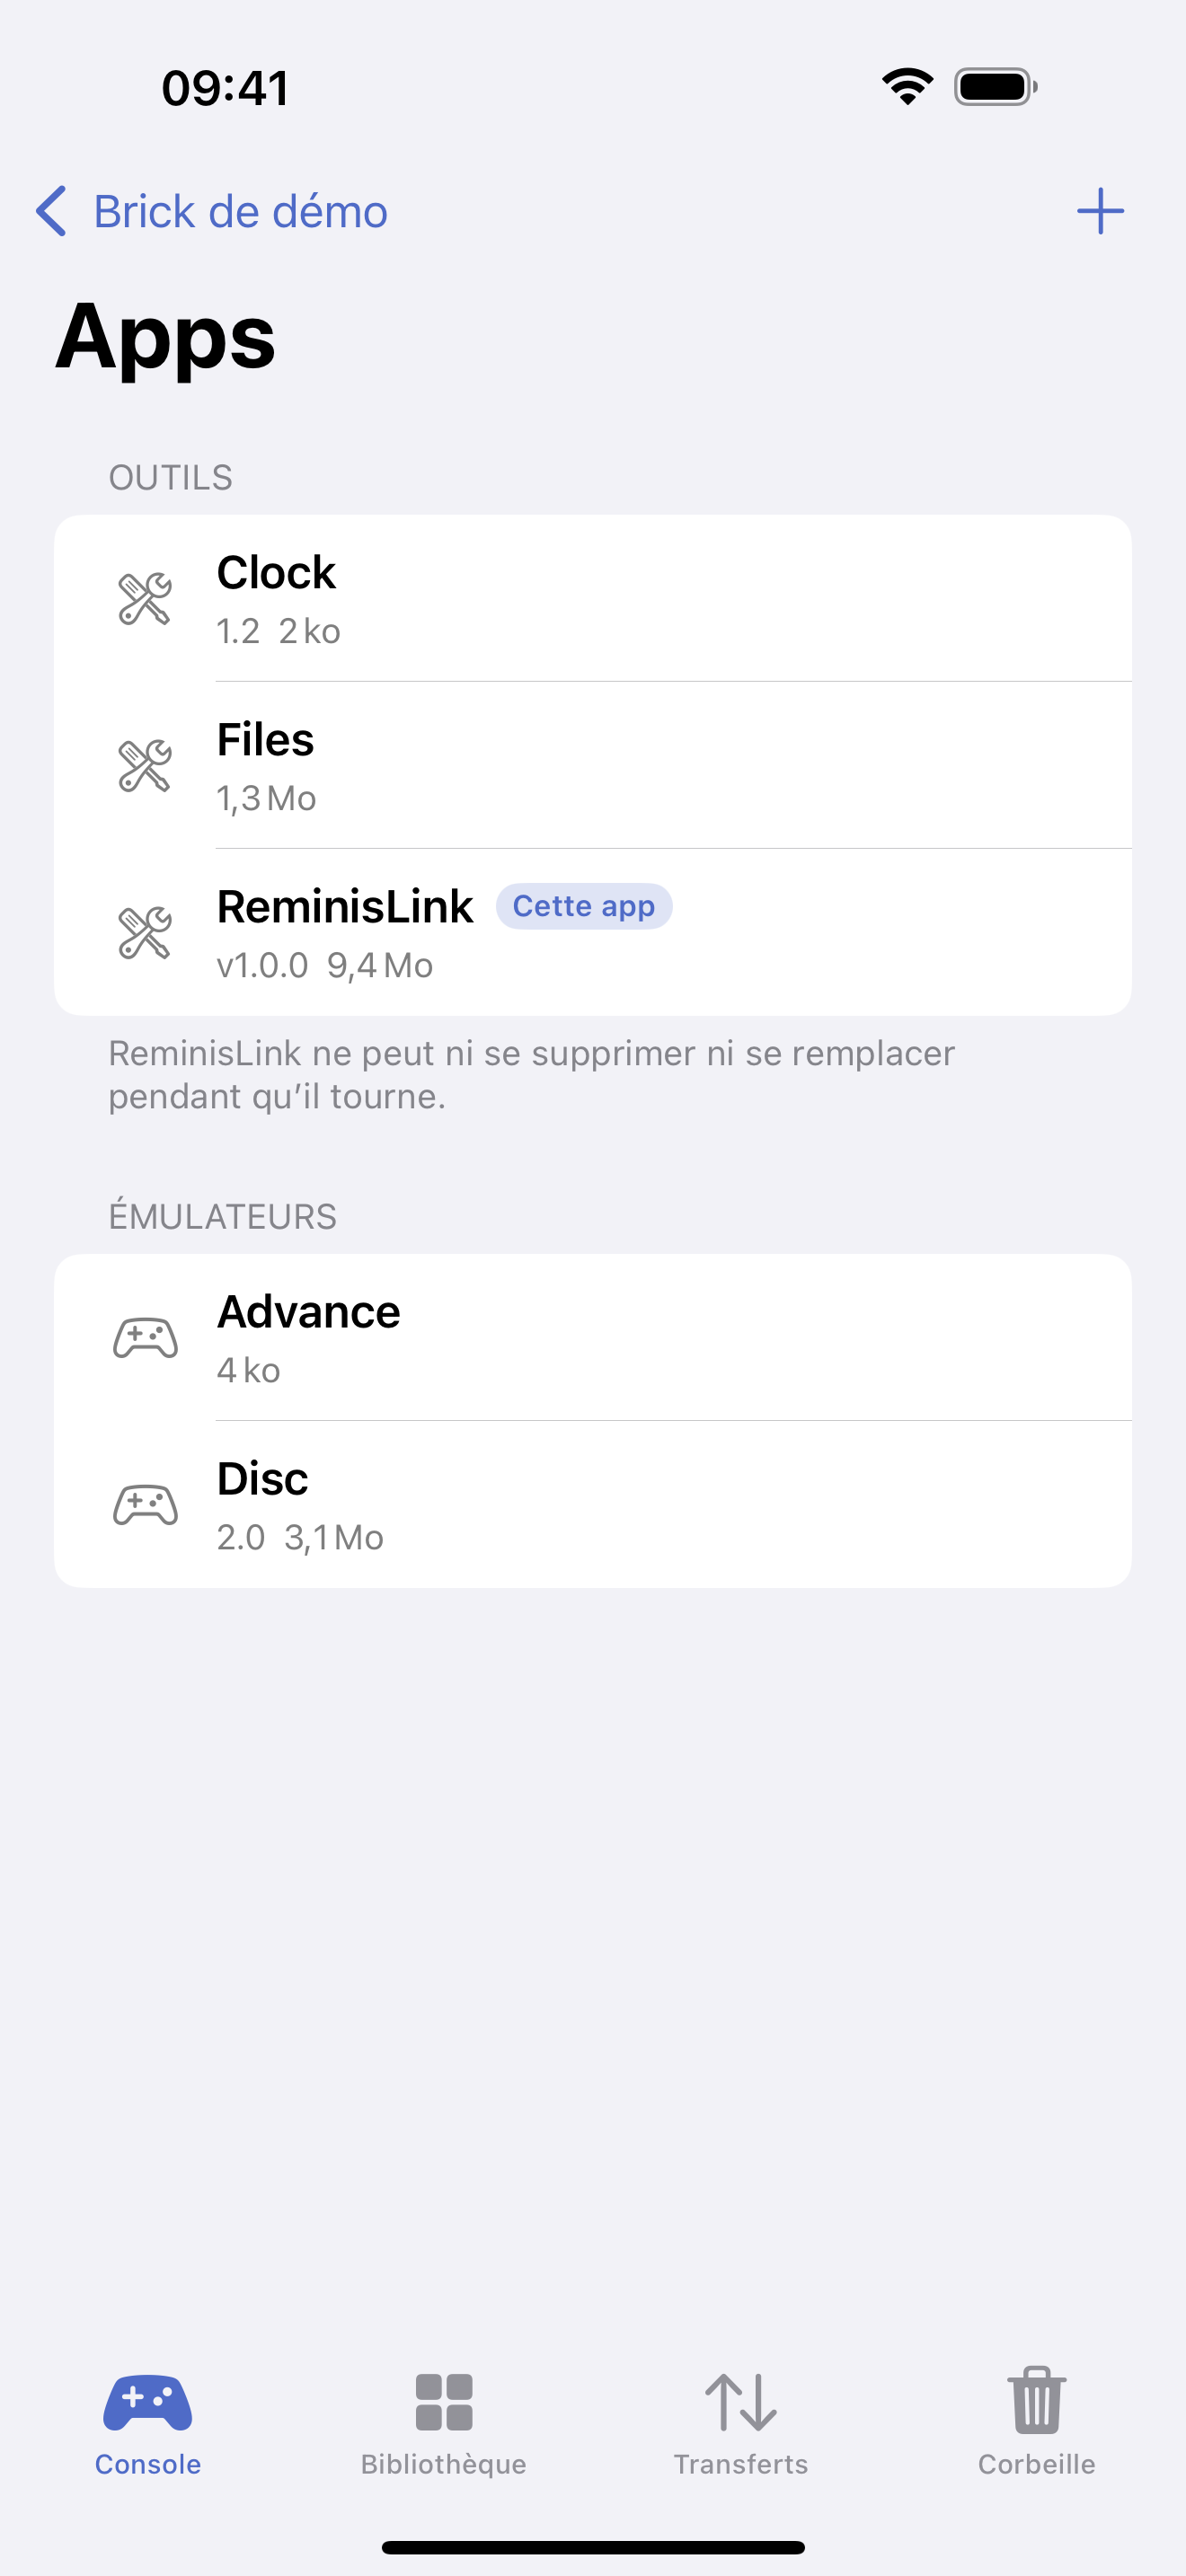 09:41
Brick de démo
Apps
OUTILS
Clock
1.2 2 ko
Files
1,3 Mo
ReminisLink Cette app
v1.0.0 9,4 Mo
ReminisLink ne peut ni se supprimer ni se remplacer
pendant qu’il tourne.
ÉMULATEURS
Advance
4 ko
Disc
2.0 3,1 Mo
Console Bibliothèque Transferts Corbeille